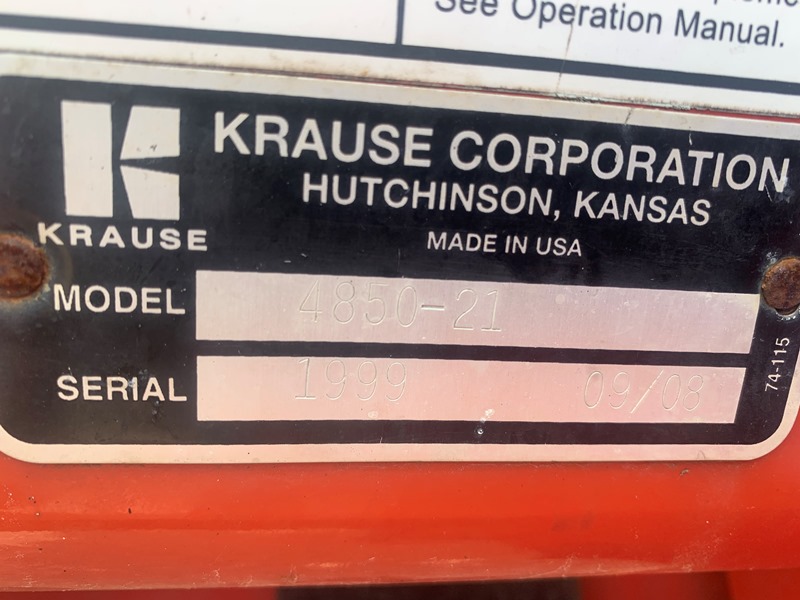 See Operation Manual.
KRAUSE CORPORATION
HUTCHINSON, KANSAS
KRAUSE
MADE IN USA
MODEL 4850-21
SERIAL 1999 09/08
74-115